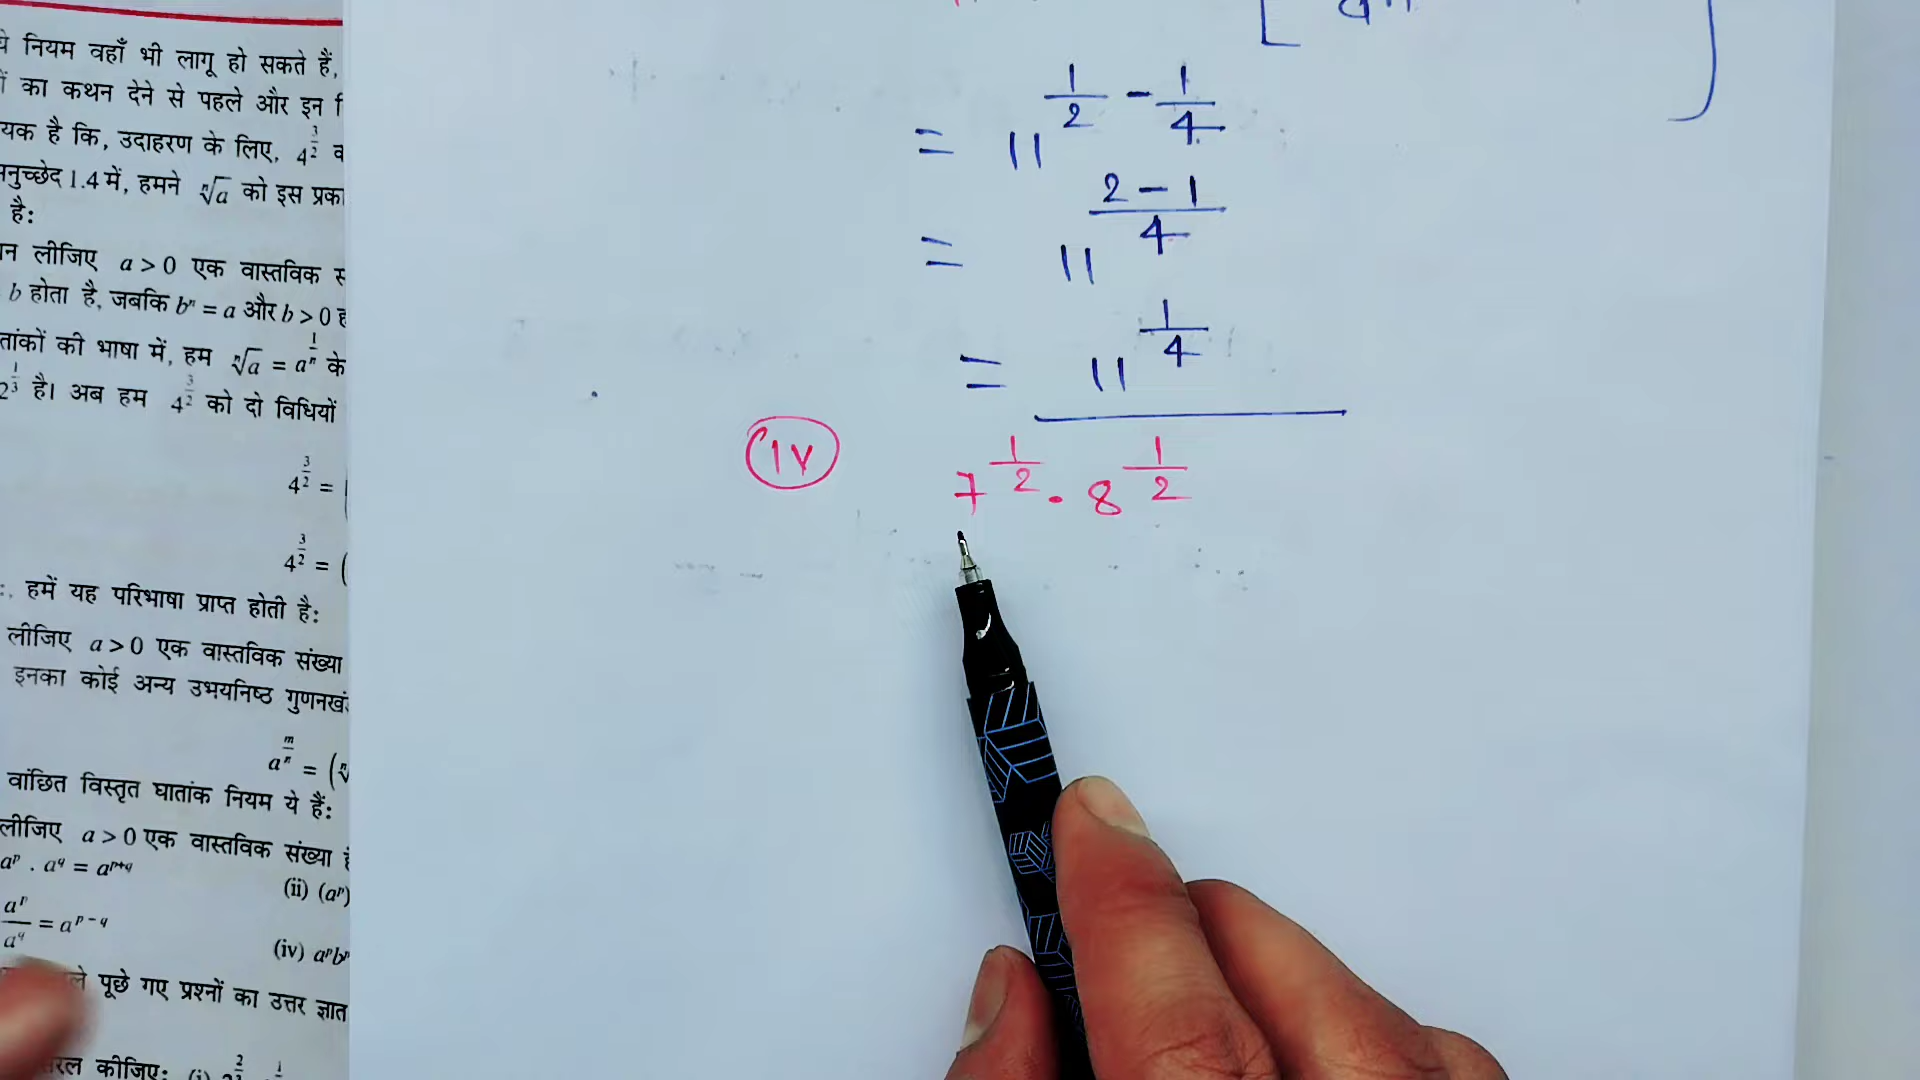 नियम वहाँ भी लागू हो सकते हैं,
का कथन देने से पहले और इन
है कि, उदाहरण के लिए, 4^{3/2}
1.4 में, हमने ⁿ√a को इस
है:
लीजिए a > 0 एक वास्तविक
b होता है, जबकि bⁿ = a और b > 0
की भाषा में, हम ⁿ√a = a^{1/n} के
2^{1/3} है। अब हम 4^{3/2} को दो विधियों
4^{3/2} =
4^{3/2} = (
हमें यह परिभाषा प्राप्त होती है:
लीजिए a > 0 एक वास्तविक संख्या
इनका कोई अन्य उभयनिष्ठ
a^{m/n} = (
वांछित विस्तृत घातांक नियम ये हैं:
लीजिए a > 0 एक वास्तविक संख्या
a^p . a^q = a^{p+q}
(ii) (a^p)
a^p/a^q = a^{p-q}
(iv) a^p b^p
पूछे गए प्रश्नों का उत्तर ज्ञात
कीजिए: (i)
= 11^{1/2 - 1/4}
= 11^{(2-1)/4}
= 11^{1/4}
(iv) 7^{1/2} . 8^{1/2}